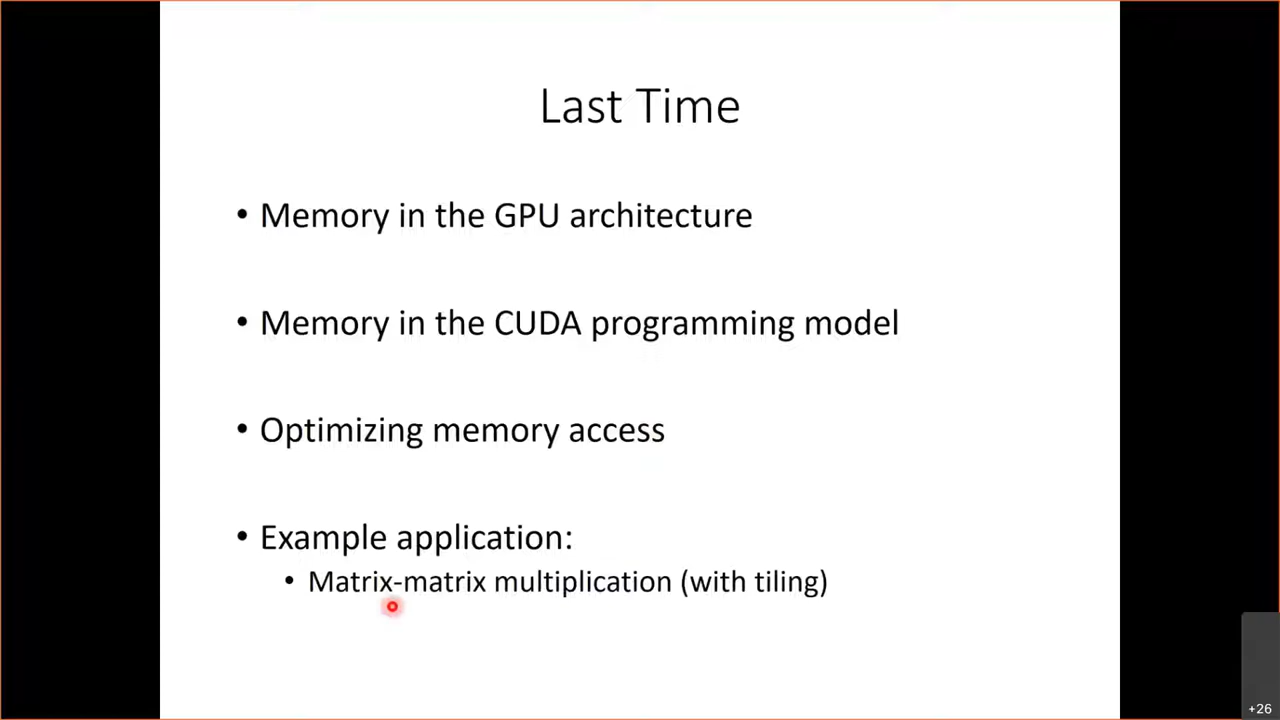 Last Time
• Memory in the GPU architecture
• Memory in the CUDA programming model
• Optimizing memory access
• Example application:
• Matrix-matrix multiplication (with tiling)
+26